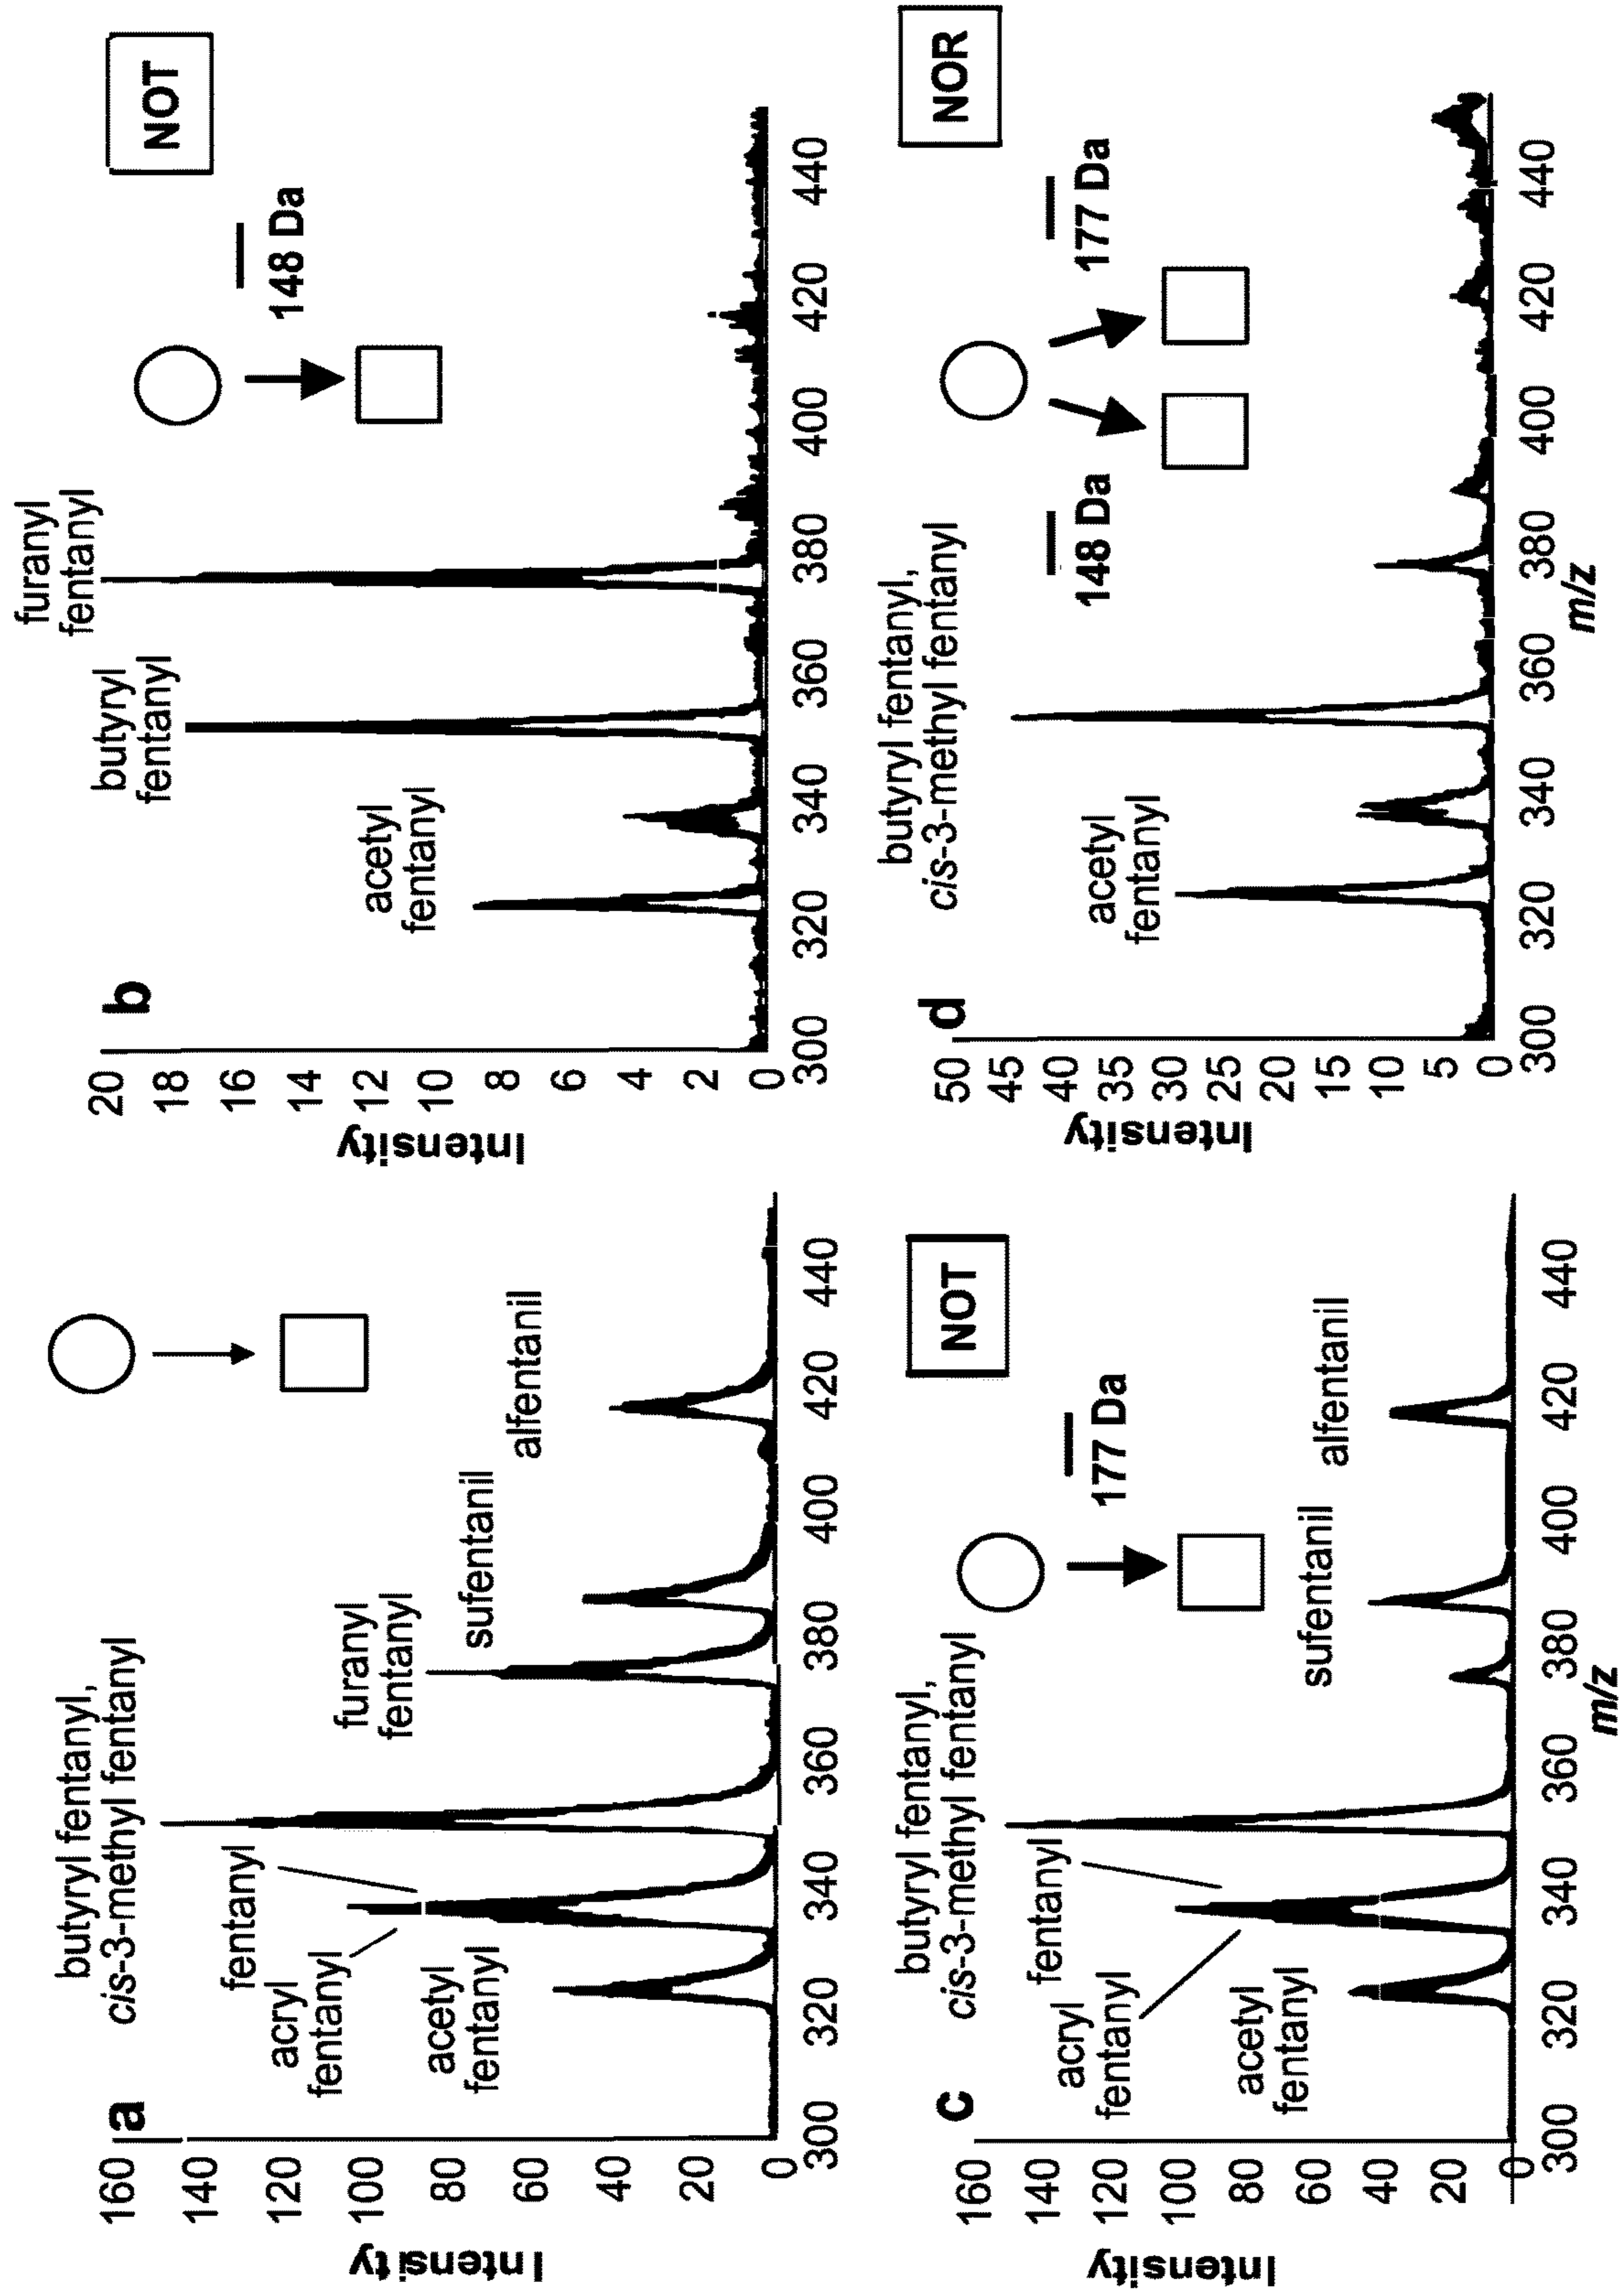 a
butyryl fentanyl,
cis-3-methyl fentanyl
fentanyl
acryl
fentanyl
acetyl
fentanyl
furanyl
fentanyl
sufentanil
alfentanil
Intensity
160
140
120
100
80
60
40
20
0
300 320 340 360 380 400 420 440
b
NOT
furanyl
fentanyl
butyryl
fentanyl
acetyl
fentanyl
148 Da
Intensity
20
18
16
14
12
10
8
6
4
2
0
300 320 340 360 380 400 420 440
c
NOT
butyryl fentanyl,
cis-3-methyl fentanyl
fentanyl
acryl
fentanyl
acetyl
fentanyl
177 Da
sufentanil
alfentanil
Intensity
160
140
120
100
80
60
40
20
0
300 320 340 360 380 400 420 440
m/z
d
NOR
butyryl fentanyl,
cis-3-methyl fentanyl
acetyl
fentanyl
148 Da
177 Da
Intensity
50
45
40
35
30
25
20
15
10
5
0
300 320 340 360 380 400 420 440
m/z